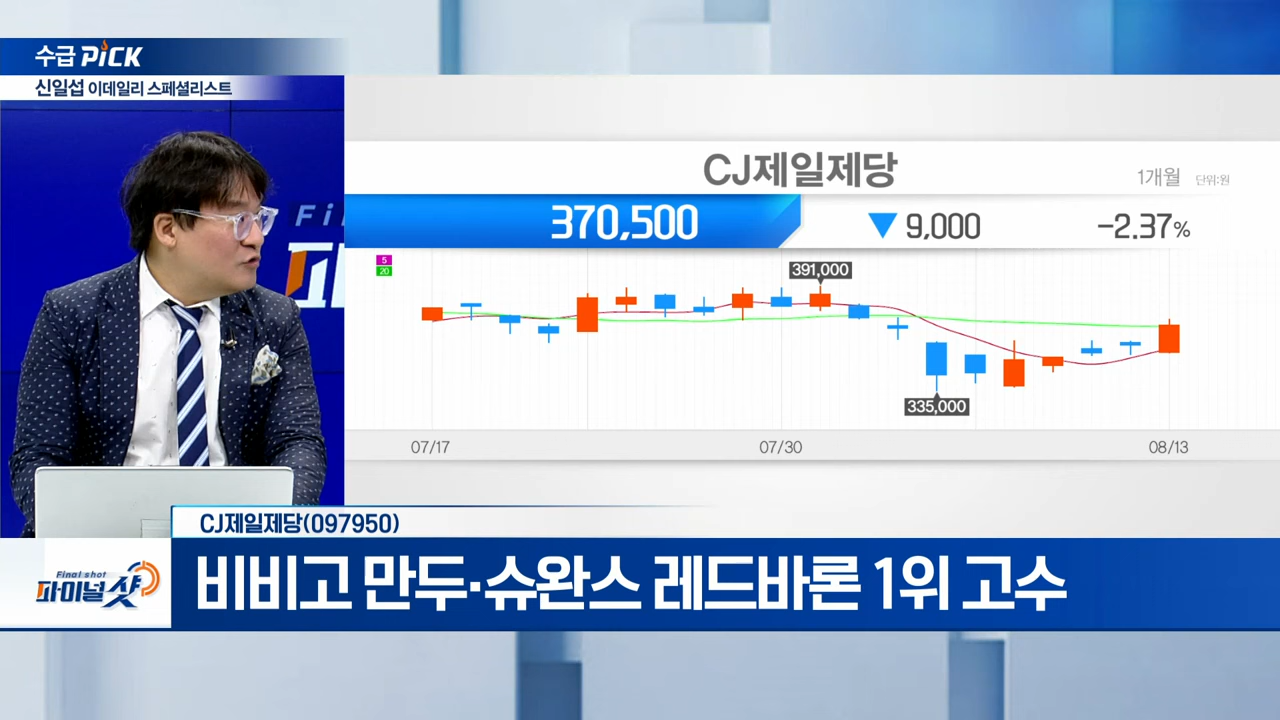 수급 PiCK
신일섭 이데일리 스페셜리스트
Fi
파
CJ제일제당
1개월 단위:원
370,500 ▼ 9,000 -2.37%
5
20
391,000
335,000
07/17 07/30 08/13
CJ제일제당(097950)
Final shot
파이널샷
비비고 만두·슈완스 레드바론 1위 고수